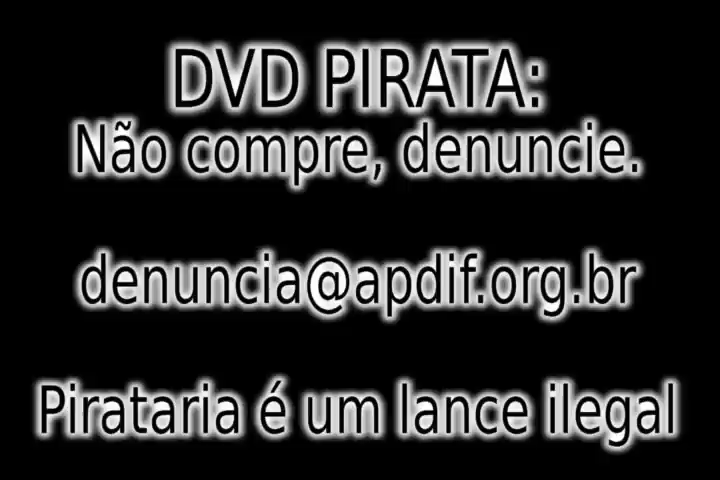 DVD PIRATA:
Não compre, denuncie.
denuncia@apdif.org.br
Pirataria é um lance ilegal